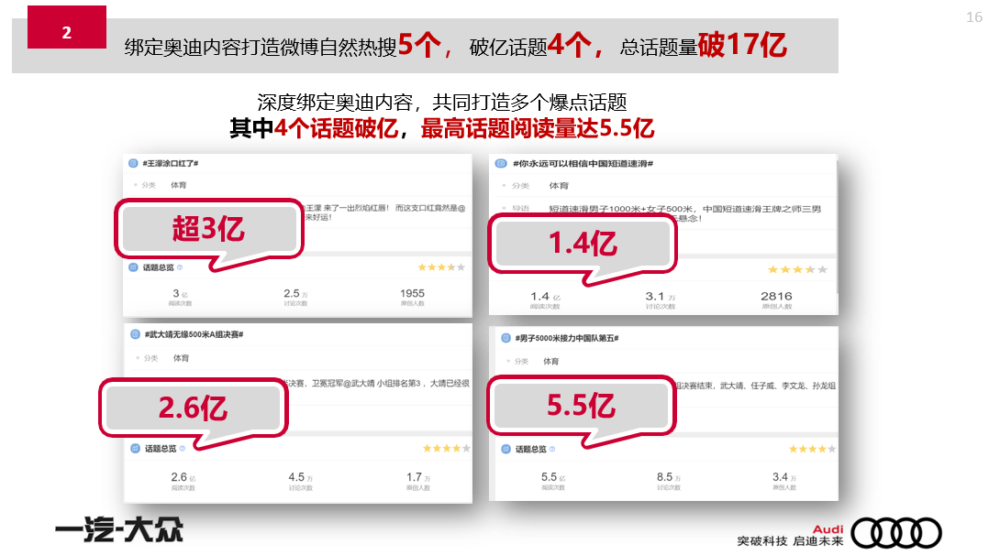 16
2
绑定奥迪内容打造微博自然热搜5个，破亿话题4个，总话题量破17亿
深度绑定奥迪内容，共同打造多个爆点话题
其中4个话题破亿，最高话题阅读量达5.5亿
#王濛涂口红了#
分类 体育
王濛 来了一出烈焰红唇！ 而这支口红竟然是@
来好运！
超3亿
话题总览
3亿 2.5万 1955
阅读次数 讨论次数 原创人数
#你永远可以相信中国短道速滑#
分类 体育
导语 短道速滑男子1000米+女子500米，中国短道速滑王牌之师三男
悬念！
1.4亿
1.4亿 3.1万 2816
阅读次数 讨论次数 原创人数
#武大靖无缘500米A组决赛#
分类 体育
决赛，卫冕冠军@武大靖 小组排名第3 ，大靖已经很
2.6亿
话题总览
2.6亿 4.5万 1.7万
阅读次数 讨论次数 原创人数
#男子5000米接力中国队第五#
分类 体育
组决赛结束，武大靖、任子威、李文龙、孙龙组
5.5亿
话题总览
5.5亿 8.5万 3.4万
阅读次数 讨论次数 原创人数
一汽-大众
Audi
突破科技 启迪未来